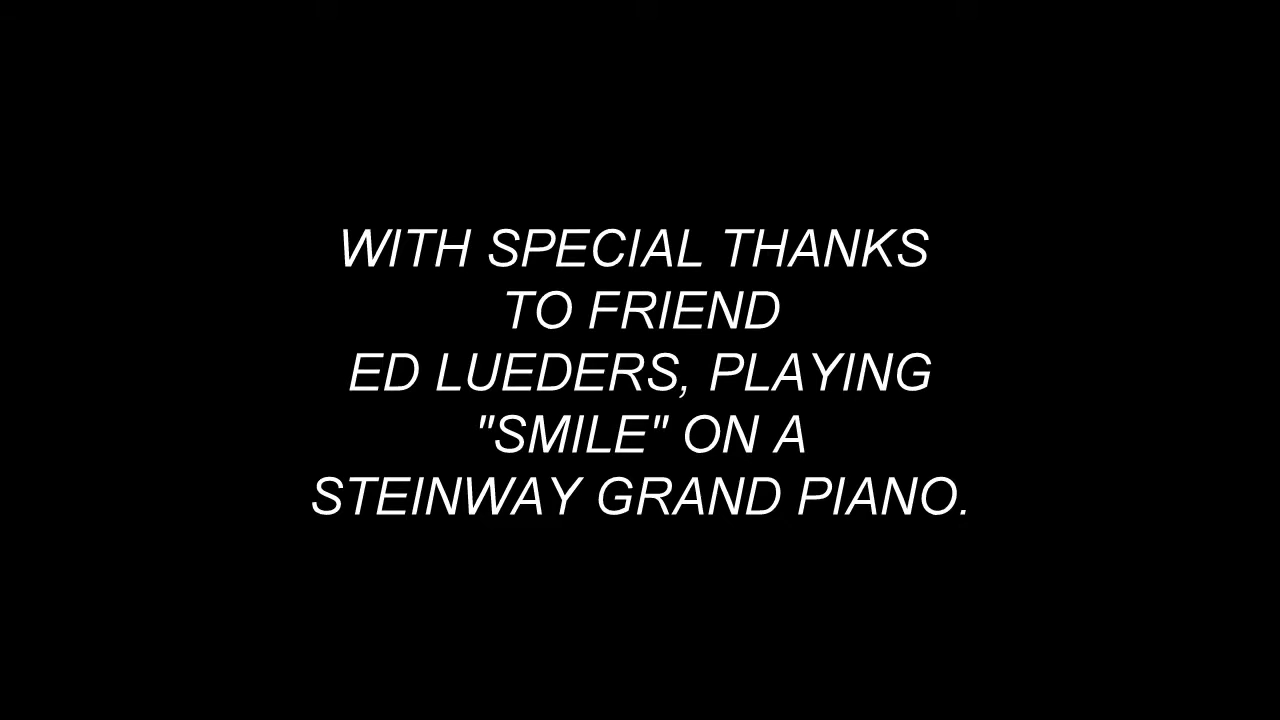 WITH SPECIAL THANKS
TO FRIEND
ED LUEDERS, PLAYING
"SMILE" ON A
STEINWAY GRAND PIANO.